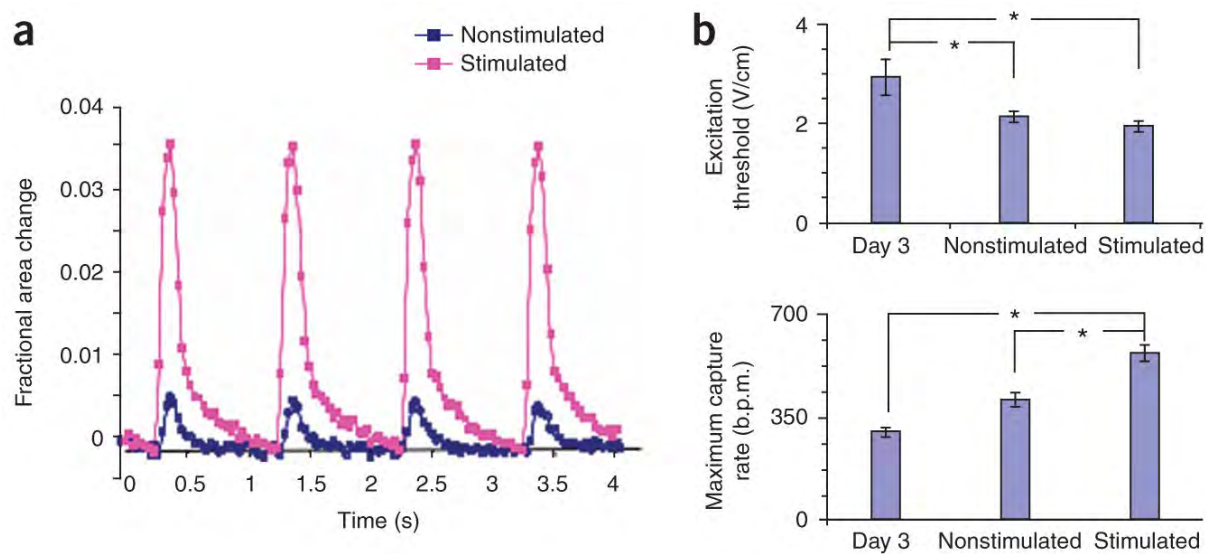 a
Nonstimulated
Stimulated
Fractional area change
0.04
0.03
0.02
0.01
0
0 0.5 1 1.5 2 2.5 3 3.5 4
Time (s)
b
Excitation
threshold (V/cm)
4
2
0
*
*
Day 3 Nonstimulated Stimulated
Maximum capture
rate (b.p.m.)
700
350
0
*
*
Day 3 Nonstimulated Stimulated